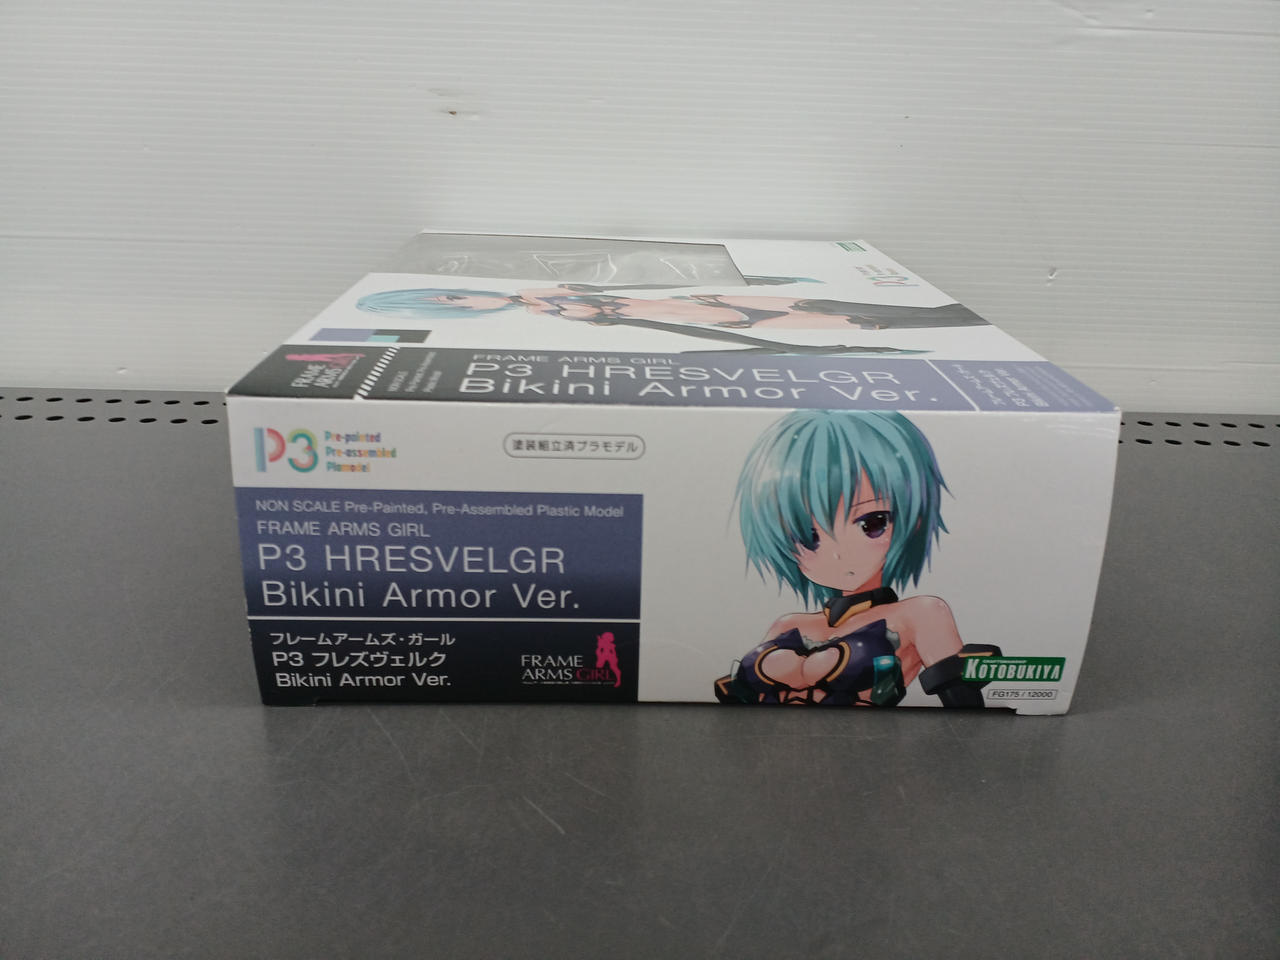 FRAME
ARMS GIRL
FRAME ARMS GIRL
P3 HRESVELGR
Bikini Armor Ver.
P3
Pre-painted
Pre-assembled
Plamodel
塗装組立済プラモデル
NON SCALE Pre-Painted, Pre-Assembled Plastic Model
FRAME ARMS GIRL
P3 HRESVELGR
Bikini Armor Ver.
フレームアームズ・ガール
P3 フレズヴェルク
Bikini Armor Ver.
FRAME
ARMS GIRL
KOTOBUKIYA
FG175 / 12000